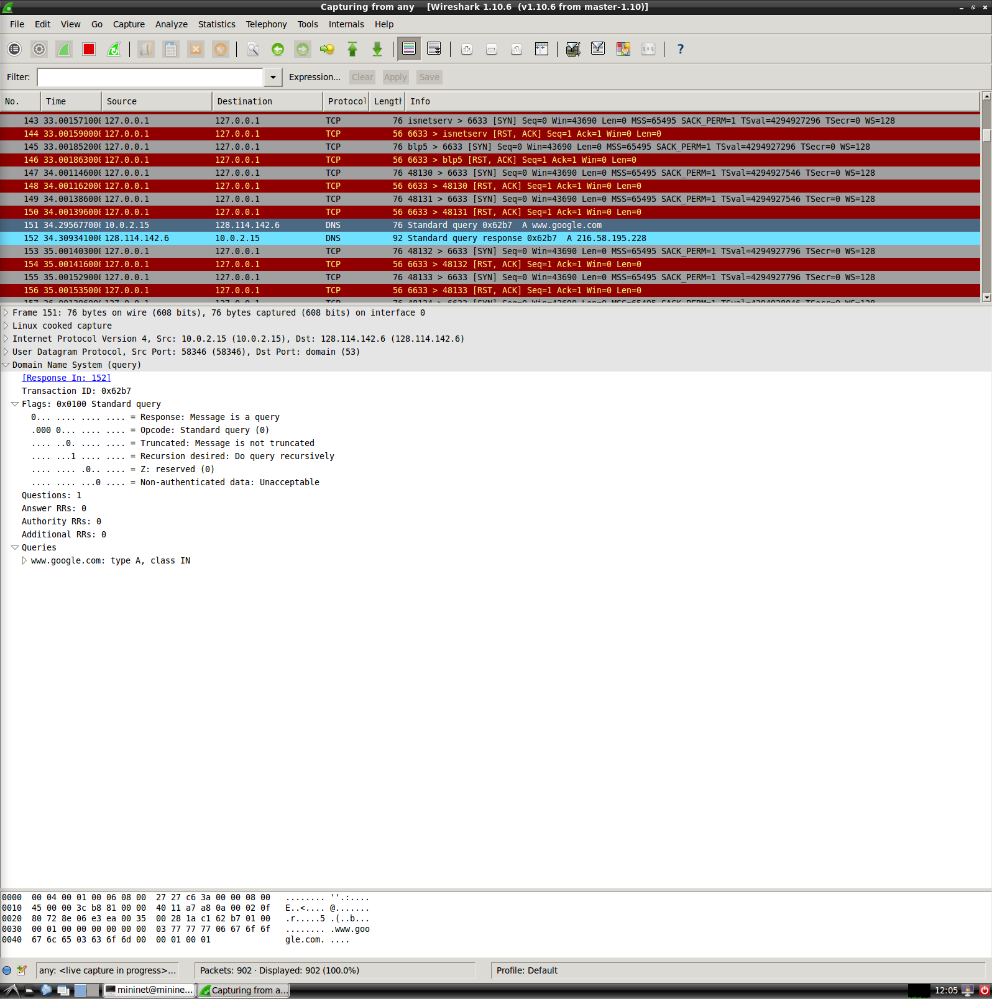 Capturing from any    [Wireshark 1.10.6  (v1.10.6 from master-1.10)]
File Edit View Go Capture Analyze Statistics Telephony Tools Internals Help
Filter: Expression... Clear Apply Save
No. Time Source Destination Protocol Length Info
143 33.001571000 127.0.0.1 127.0.0.1 TCP 76 isnetserv > 6633 [SYN] Seq=0 Win=43690 Len=0 MSS=65495 SACK_PERM=1 TSval=4294927296 TSecr=0 WS=128
144 33.001590000 127.0.0.1 127.0.0.1 TCP 56 6633 > isnetserv [RST, ACK] Seq=1 Ack=1 Win=0 Len=0
145 33.001852000 127.0.0.1 127.0.0.1 TCP 76 blp5 > 6633 [SYN] Seq=0 Win=43690 Len=0 MSS=65495 SACK_PERM=1 TSval=4294927296 TSecr=0 WS=128
146 33.001863000 127.0.0.1 127.0.0.1 TCP 56 6633 > blp5 [RST, ACK] Seq=1 Ack=1 Win=0 Len=0
147 34.001146000 127.0.0.1 127.0.0.1 TCP 76 48130 > 6633 [SYN] Seq=0 Win=43690 Len=0 MSS=65495 SACK_PERM=1 TSval=4294927546 TSecr=0 WS=128
148 34.001162000 127.0.0.1 127.0.0.1 TCP 56 6633 > 48130 [RST, ACK] Seq=1 Ack=1 Win=0 Len=0
149 34.001386000 127.0.0.1 127.0.0.1 TCP 76 48131 > 6633 [SYN] Seq=0 Win=43690 Len=0 MSS=65495 SACK_PERM=1 TSval=4294927546 TSecr=0 WS=128
150 34.001396000 127.0.0.1 127.0.0.1 TCP 56 6633 > 48131 [RST, ACK] Seq=1 Ack=1 Win=0 Len=0
151 34.295677000 10.0.2.15 128.114.142.6 DNS 76 Standard query 0x62b7  A www.google.com
152 34.309341000 128.114.142.6 10.0.2.15 DNS 92 Standard query response 0x62b7  A 216.58.195.228
153 35.001403000 127.0.0.1 127.0.0.1 TCP 76 48132 > 6633 [SYN] Seq=0 Win=43690 Len=0 MSS=65495 SACK_PERM=1 TSval=4294927796 TSecr=0 WS=128
154 35.001416000 127.0.0.1 127.0.0.1 TCP 56 6633 > 48132 [RST, ACK] Seq=1 Ack=1 Win=0 Len=0
155 35.001529000 127.0.0.1 127.0.0.1 TCP 76 48133 > 6633 [SYN] Seq=0 Win=43690 Len=0 MSS=65495 SACK_PERM=1 TSval=4294927796 TSecr=0 WS=128
156 35.001535000 127.0.0.1 127.0.0.1 TCP 56 6633 > 48133 [RST, ACK] Seq=1 Ack=1 Win=0 Len=0
Frame 151: 76 bytes on wire (608 bits), 76 bytes captured (608 bits) on interface 0
Linux cooked capture
Internet Protocol Version 4, Src: 10.0.2.15 (10.0.2.15), Dst: 128.114.142.6 (128.114.142.6)
User Datagram Protocol, Src Port: 58346 (58346), Dst Port: domain (53)
Domain Name System (query)
[Response In: 152]
Transaction ID: 0x62b7
Flags: 0x0100 Standard query
0... .... .... .... = Response: Message is a query
.000 0... .... .... = Opcode: Standard query (0)
.... ..0. .... .... = Truncated: Message is not truncated
.... ...1 .... .... = Recursion desired: Do query recursively
.... .... .0.. .... = Z: reserved (0)
.... .... ...0 .... = Non-authenticated data: Unacceptable
Questions: 1
Answer RRs: 0
Authority RRs: 0
Additional RRs: 0
Queries
www.google.com: type A, class IN
0000  00 04 00 01 00 06 08 00  27 27 c6 3a 00 00 08 00   ........ ''.:....
0010  45 00 00 3c b8 81 00 00  40 11 a7 a8 0a 00 02 0f   E..<.... @.......
0020  80 72 8e 06 e3 ea 00 35  00 28 1a c1 62 b7 01 00   .r.....5 .(..b...
0030  00 01 00 00 00 00 00 00  03 77 77 77 06 67 6f 6f   ........ .www.goo
0040  67 6c 65 03 63 6f 6d 00  00 01 00 01               gle.com. ....
any: <live capture in progress>... Packets: 902 · Displayed: 902 (100.0%) Profile: Default
mininet@minine... Capturing from a... 12:05